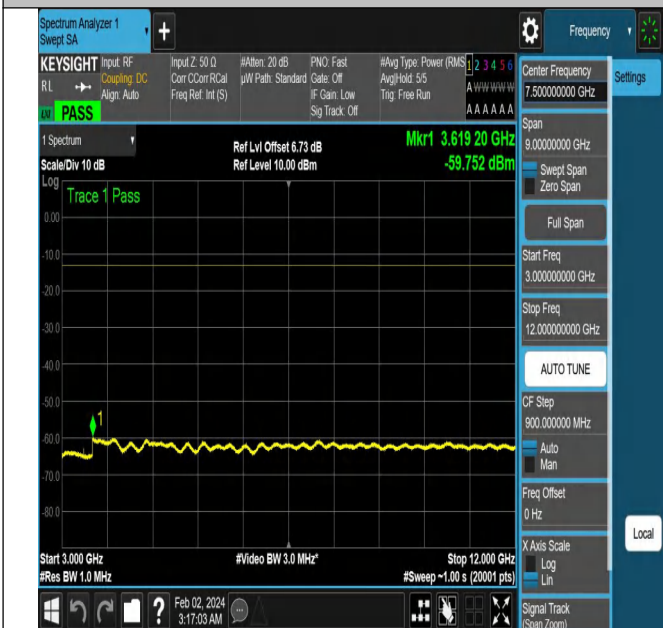 Spectrum Analyzer 1
Swept SA
+
Frequency
KEYSIGHT
Input: RF
Coupling: DC
Align: Auto
RL
LXI
PASS
Input Z: 50 Ω
Corr CCorr RCal
Freq Ref: Int (S)
#Atten: 20 dB
µW Path: Standard
PNO: Fast
Gate: Off
IF Gain: Low
Sig Track: Off
#Avg Type: Power (RMS
Avg|Hold: 5/5
Trig: Free Run
1 2 3 4 5 6
A W W W W W
A A A A A A
Center Frequency
7.500000000 GHz
Settings
Span
9.00000000 GHz
Swept Span
Zero Span
Full Span
Start Freq
3.000000000 GHz
Stop Freq
12.000000000 GHz
AUTO TUNE
CF Step
900.000000 MHz
Auto
Man
Freq Offset
0 Hz
X Axis Scale
Log
Lin
Signal Track
(Span Zoom)
Local
1 Spectrum
Scale/Div 10 dB
Ref Lvl Offset 6.73 dB
Ref Level 10.00 dBm
Mkr1 3.619 20 GHz
-59.752 dBm
Log
Trace 1 Pass
0.00
-10.0
-20.0
-30.0
-40.0
-50.0
-60.0
-70.0
-80.0
1
Start 3.000 GHz
#Res BW 1.0 MHz
#Video BW 3.0 MHz*
Stop 12.000 GHz
#Sweep ~1.00 s (20001 pts)
?
Feb 02, 2024
3:17:03 AM